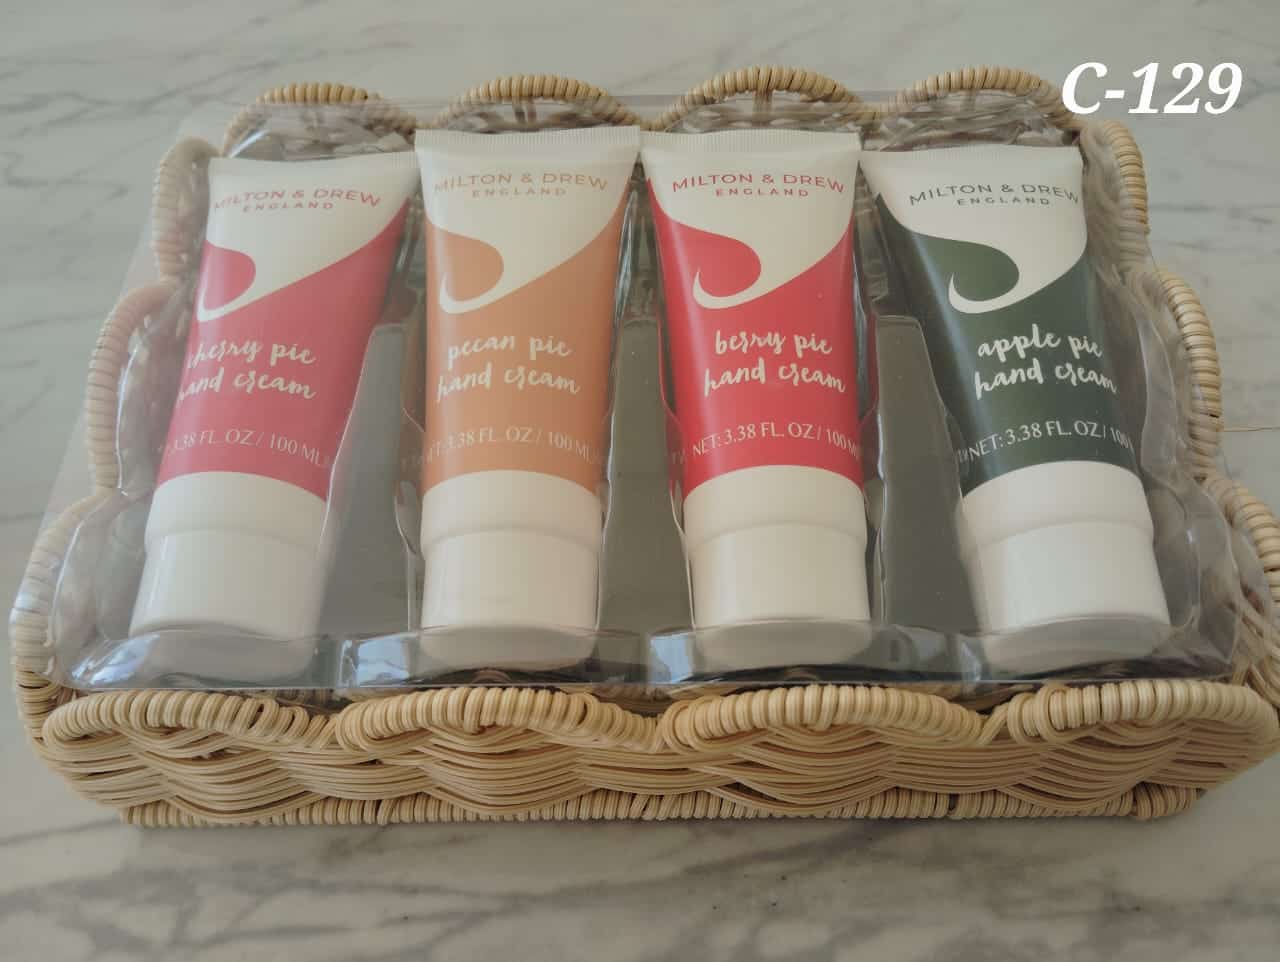 C-129
MILTON & DREW
ENGLAND
cherry pie
hand cream
3.38 FL. OZ / 100 ML
MILTON & DREW
ENGLAND
pecan pie
hand cream
3.38 FL. OZ / 100 ML
MILTON & DREW
ENGLAND
berry pie
hand cream
NET: 3.38 FL. OZ / 100 ML
MILTON & DREW
ENGLAND
apple pie
hand cream
NET: 3.38 FL. OZ / 100